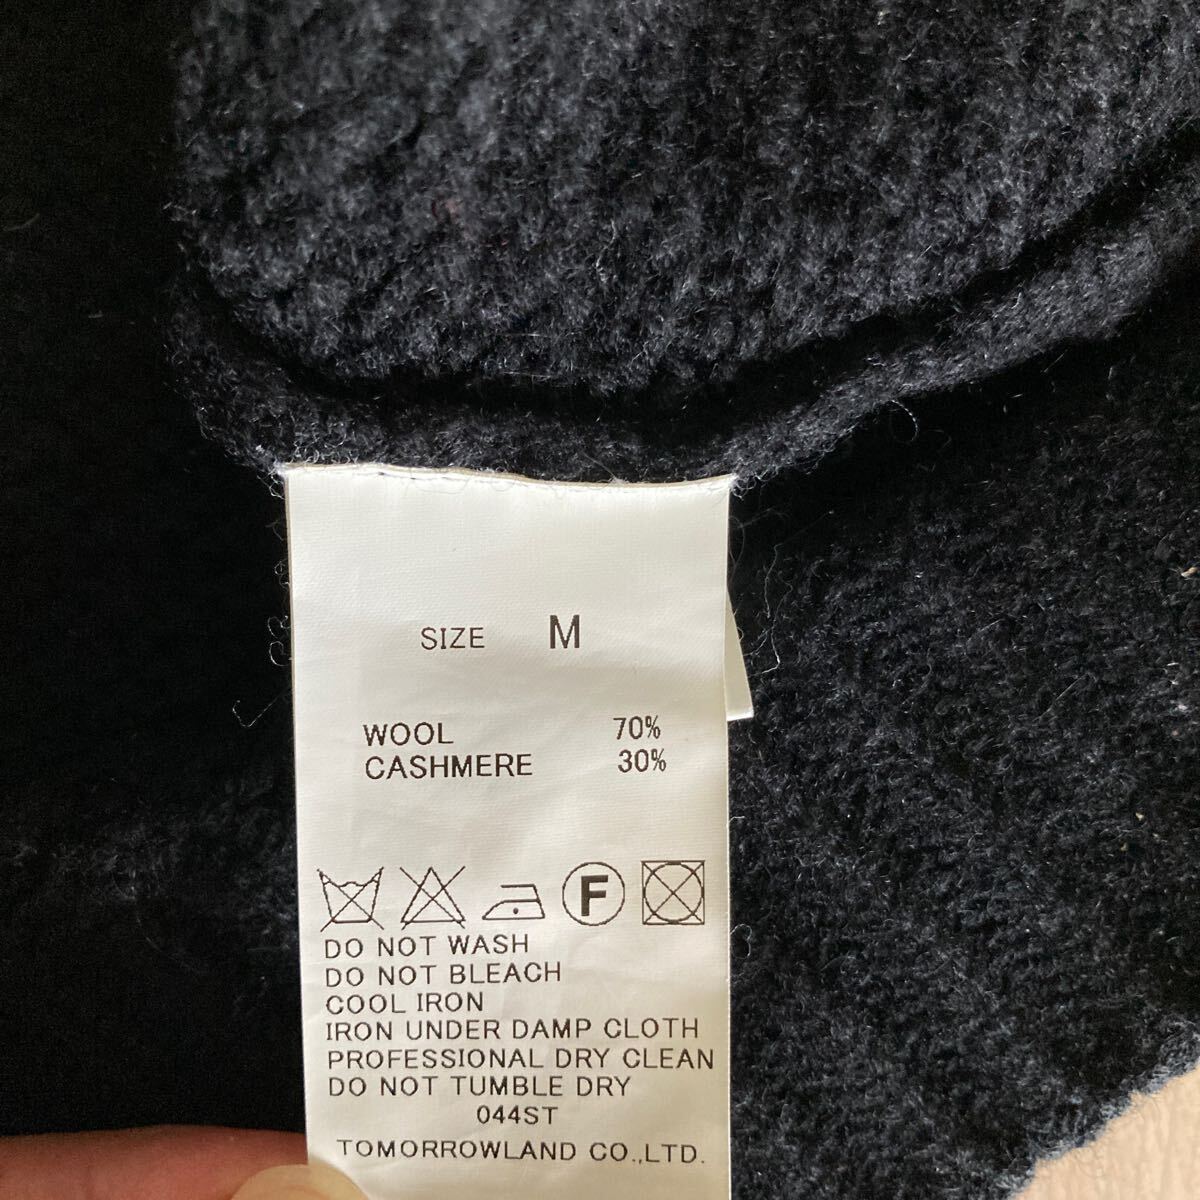 SIZE M
WOOL 70%
CASHMERE 30%
F
DO NOT WASH
DO NOT BLEACH
COOL IRON
IRON UNDER DAMP CLOTH
PROFESSIONAL DRY CLEAN
DO NOT TUMBLE DRY
044ST
TOMORROWLAND CO.,LTD.